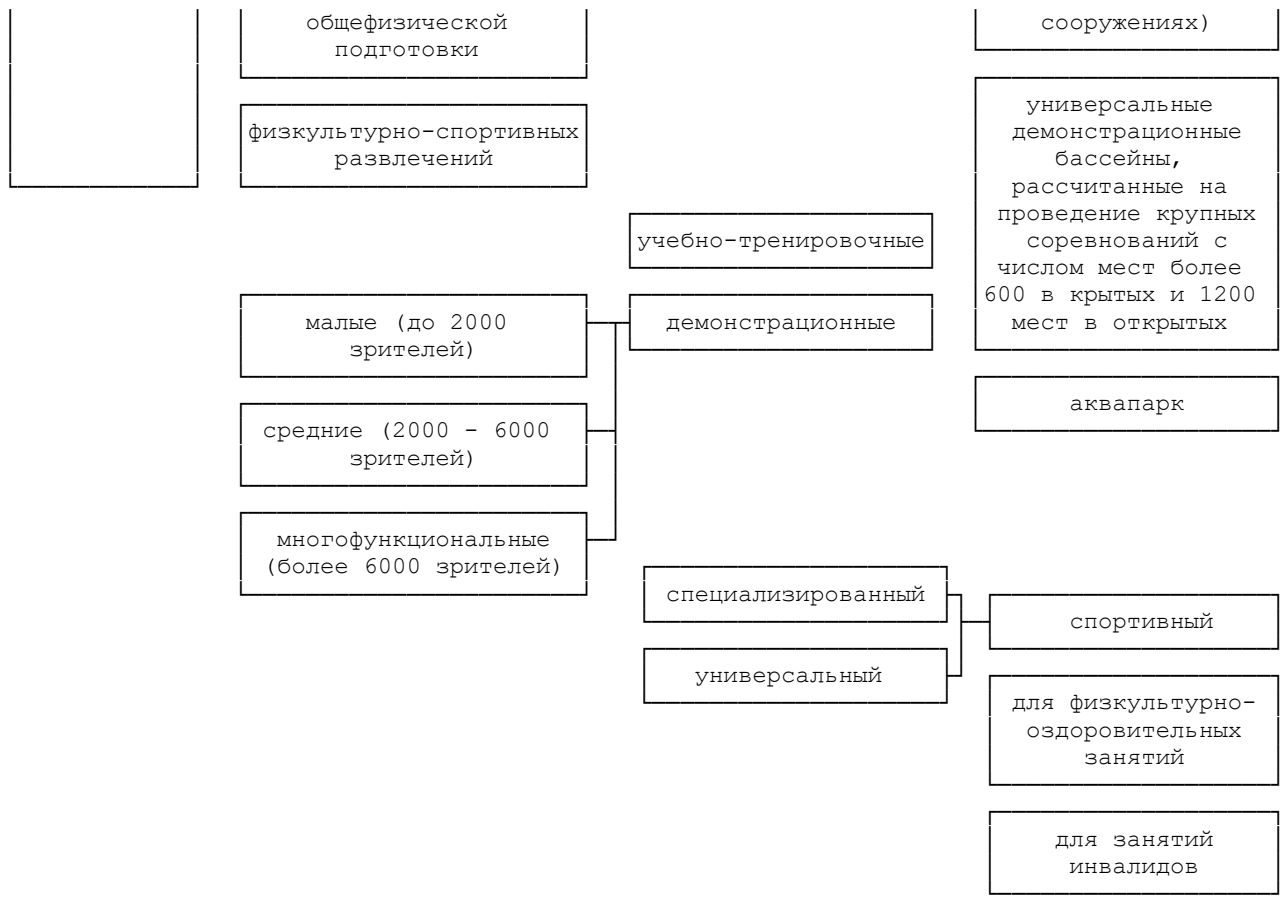 общефизической
подготовки
сооружениях)
физкультурно-спортивных
развлечений
универсальные
демонстрационные
бассейны,
рассчитанные на
проведение крупных
соревнований с
числом мест более
600 в крытых и 1200
мест в открытых
учебно-тренировочные
малые (до 2000
зрителей)
демонстрационные
аквапарк
средние (2000 - 6000
зрителей)
многофункциональные
(более 6000 зрителей)
специализированный
спортивный
универсальный
для физкультурно-
оздоровительных
занятий
для занятий
инвалидов